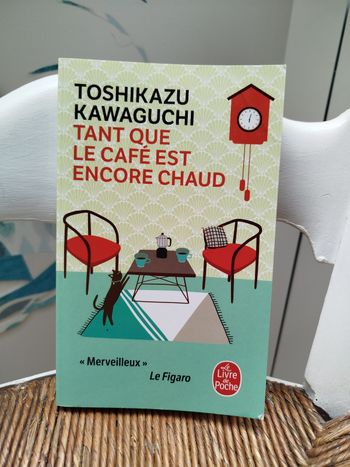 TOSHIKAZU
KAWAGUCHI
TANT QUE
LE CAFÉ EST
ENCORE CHAUD
« Merveilleux »
Le Figaro
Le
Livre
de
Poche